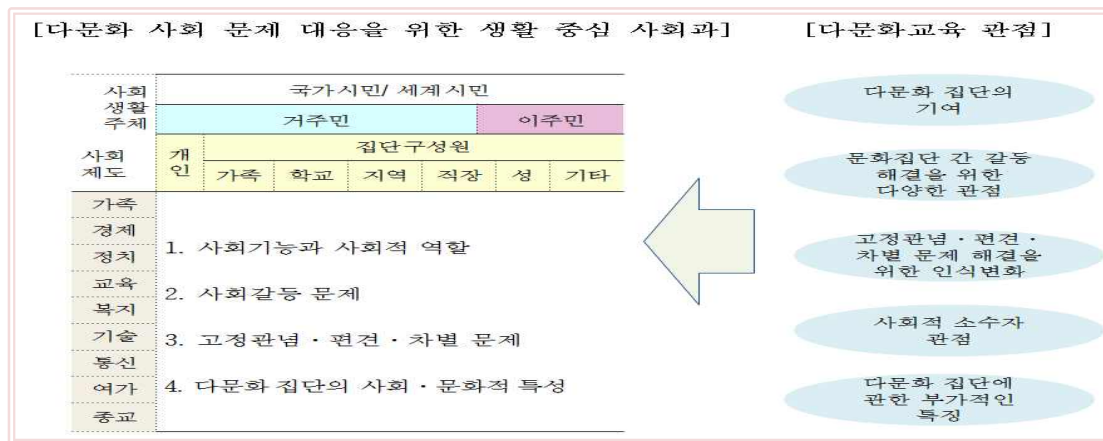 [다문화 사회 문제 대응을 위한 생활 중심 사회과]
[다문화교육 관점]
사회
생활
주체
국가시민/ 세계시민
거주민
이주민
사회
제도
개
인
집단구성원
가족
학교
지역
직장
성
기타
가족
경제
정치
교육
복지
기술
통신
여가
종교
1. 사회기능과 사회적 역할
2. 사회갈등 문제
3. 고정관념・편견・차별 문제
4. 다문화 집단의 사회・문화적 특성
다문화 집단의
기여
문화집단 간 갈등
해결을 위한
다양한 관점
고정관념・편견・
차별 문제 해결을
위한 인식변화
사회적 소수자
관점
다문화 집단에
관한 부가적인
특징